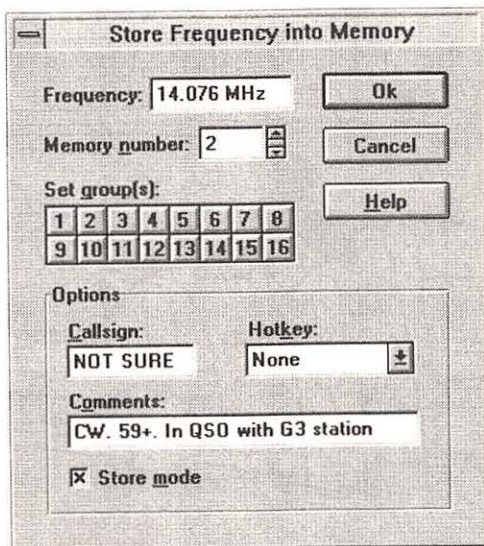 Store Frequency into Memory
Frequency: 14.076 MHz
Ok
Memory number: 2
Cancel
Set group(s):
Help
1 2 3 4 5 6 7 8
9 10 11 12 13 14 15 16
Options
Callsign:
Hotkey:
NOT SURE
None
Comments:
CW. 59+. In QSO with G3 station
Store mode